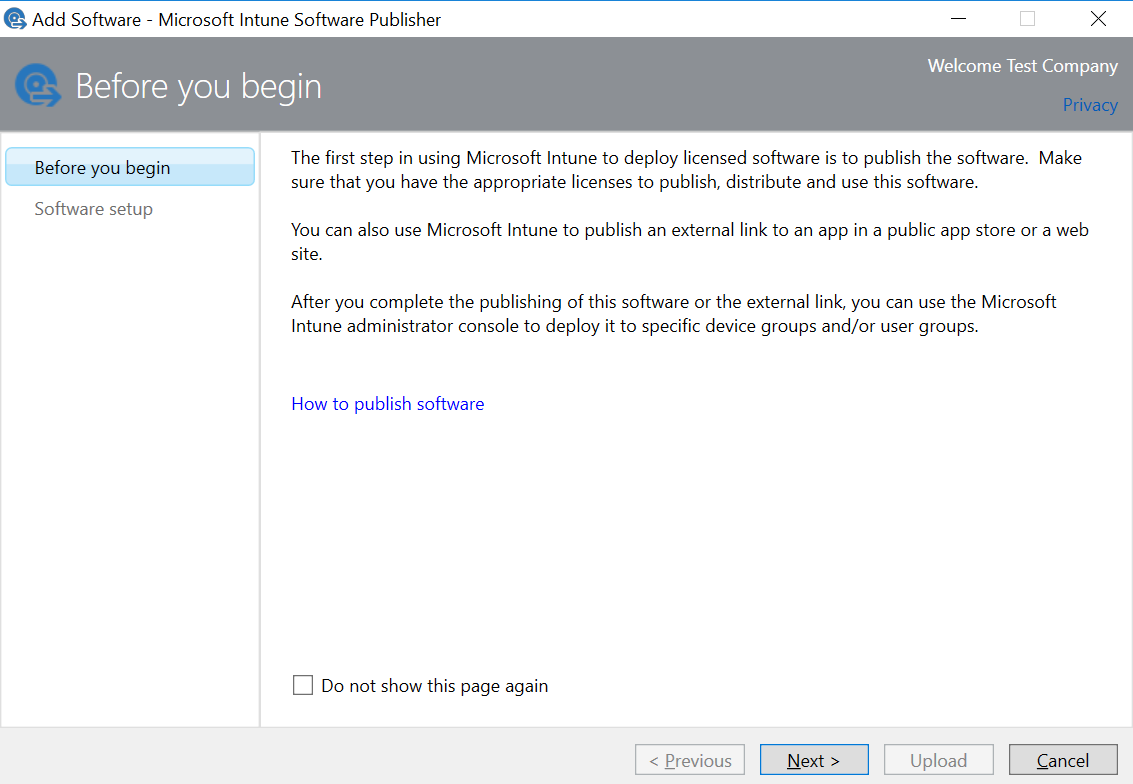 Add Software - Microsoft Intune Software Publisher
Before you begin
Welcome Test Company
Privacy
Before you begin
Software setup
The first step in using Microsoft Intune to deploy licensed software is to publish the software.  Make
sure that you have the appropriate licenses to publish, distribute and use this software.
You can also use Microsoft Intune to publish an external link to an app in a public app store or a web
site.
After you complete the publishing of this software or the external link, you can use the Microsoft
Intune administrator console to deploy it to specific device groups and/or user groups.
How to publish software
Do not show this page again
< Previous
Next >
Upload
Cancel